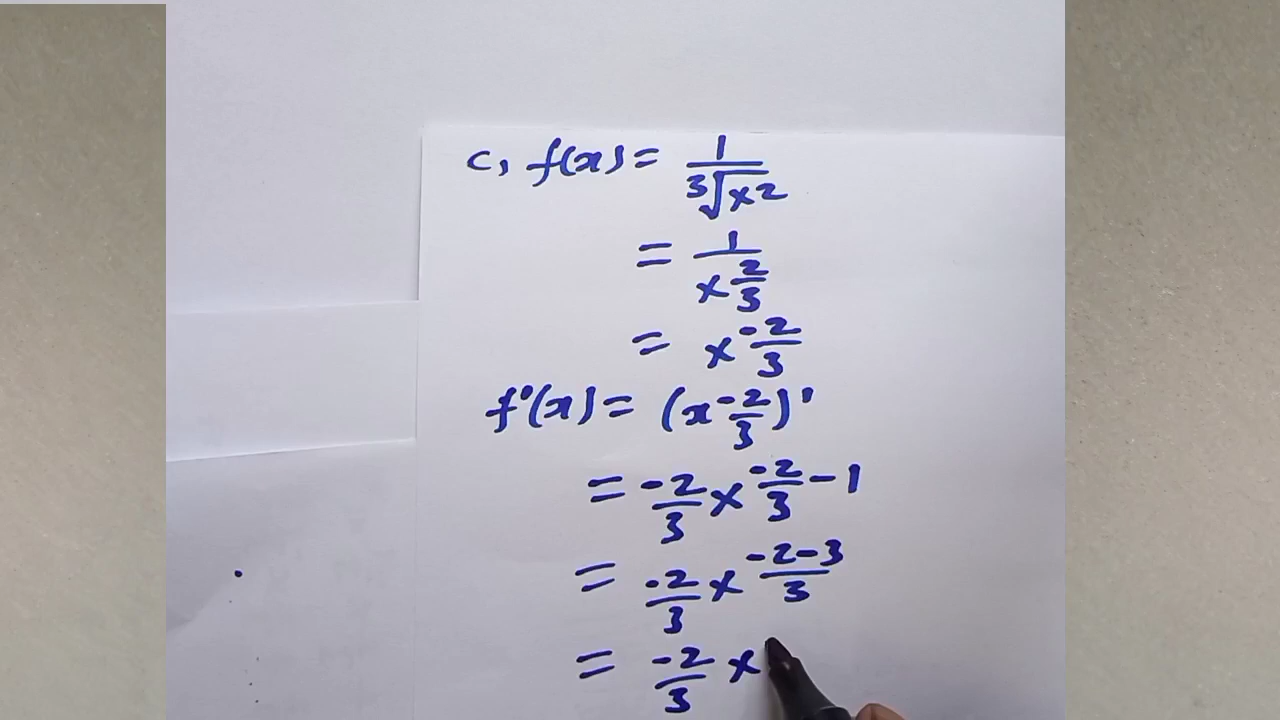 c, f(x) = 1/∛x²
= 1/x^(2/3)
= x^(-2/3)
f'(x) = (x^(-2/3))'
= -2/3 x^(-2/3 - 1)
= -2/3 x^((-2-3)/3)
= -2/3 x